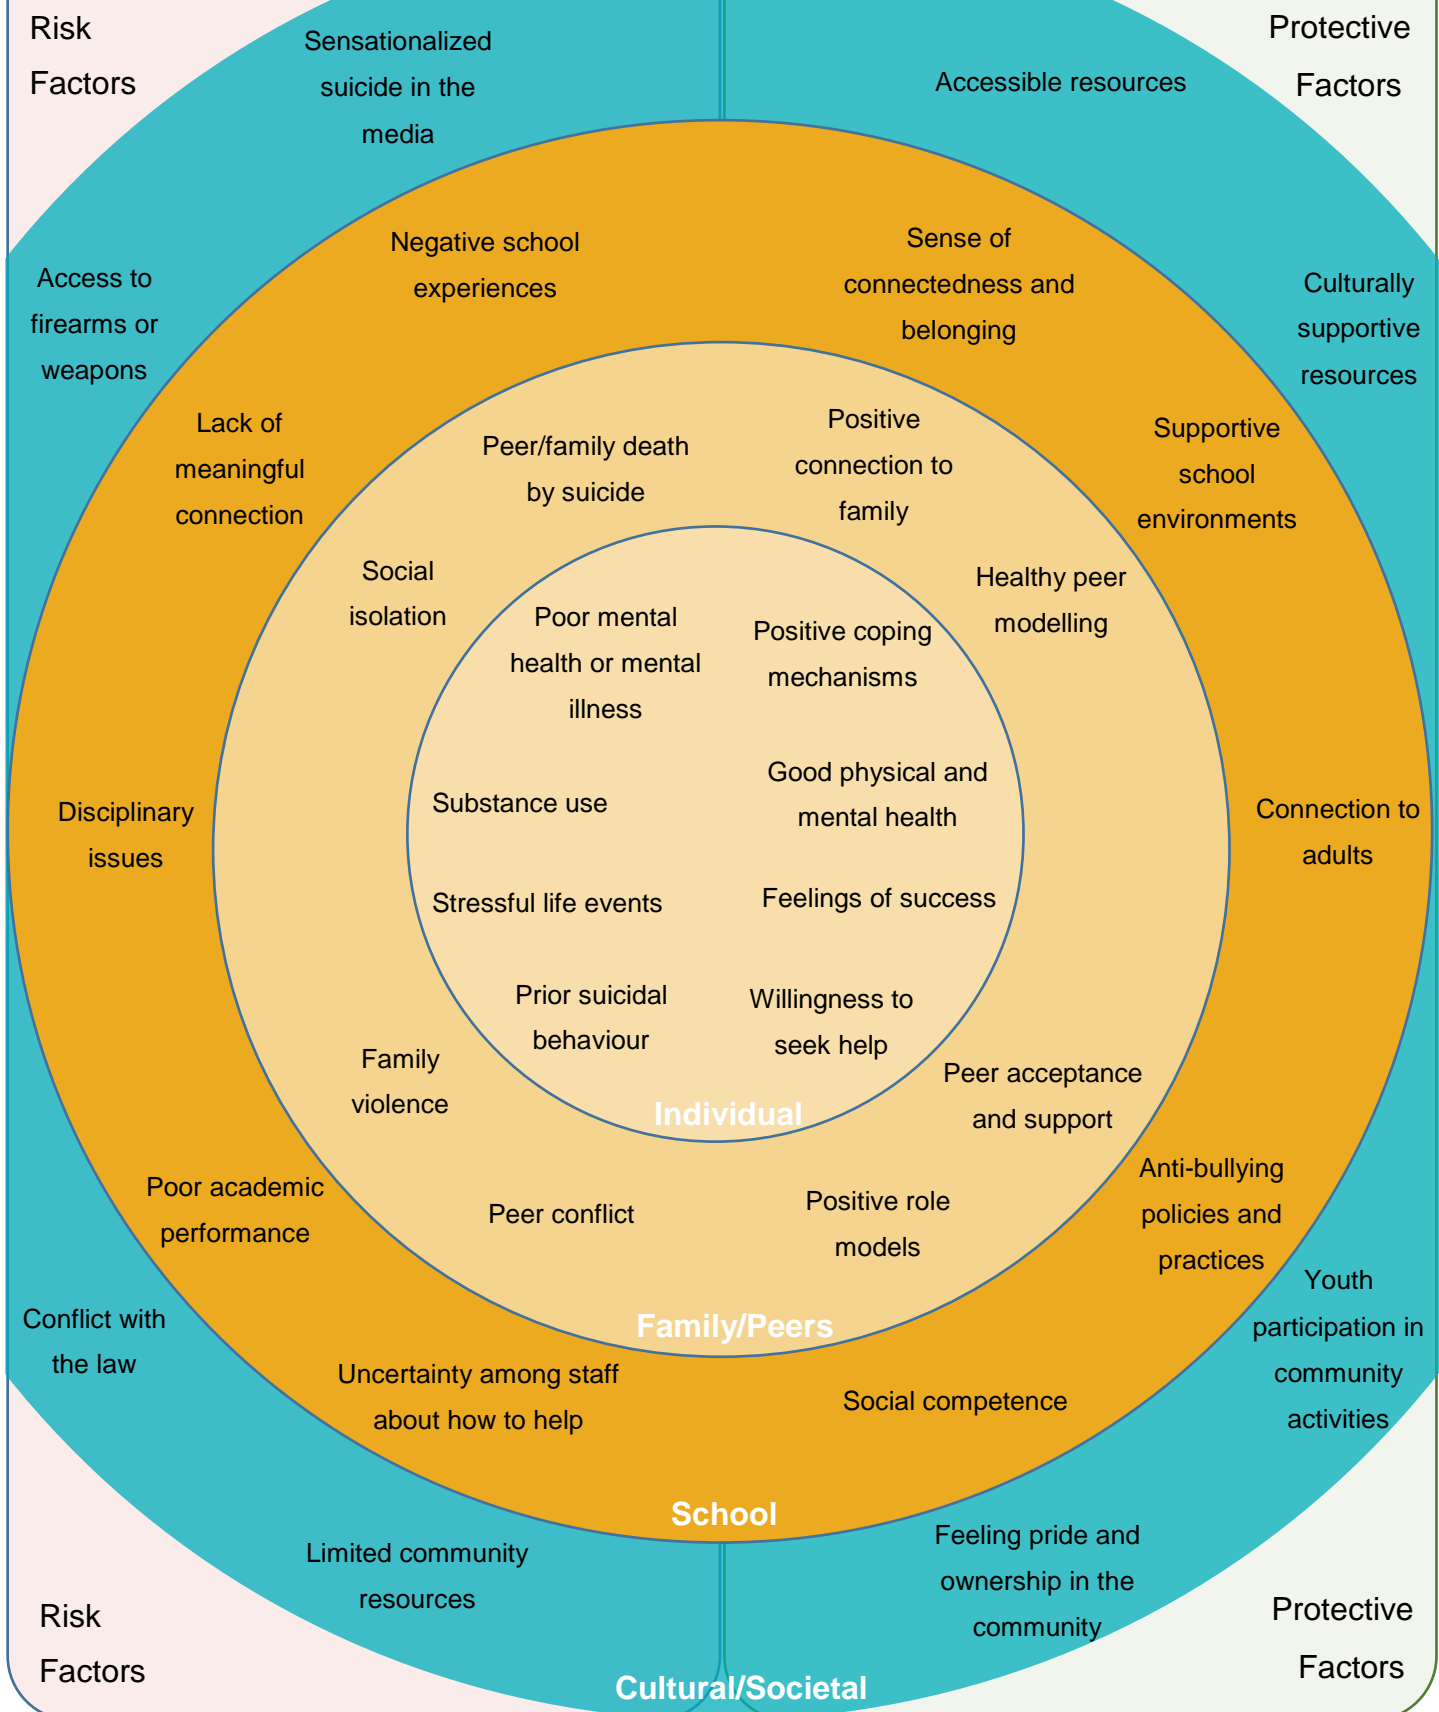 Risk
Factors
Protective
Factors
Sensationalized
suicide in the
media
Accessible resources
Negative school
experiences
Sense of
connectedness and
belonging
Access to
firearms or
weapons
Culturally
supportive
resources
Lack of
meaningful
connection
Peer/family death
by suicide
Positive
connection to
family
Supportive
school
environments
Social
isolation
Healthy peer
modelling
Poor mental
health or mental
illness
Positive coping
mechanisms
Substance use
Good physical and
mental health
Disciplinary
issues
Connection to
adults
Stressful life events
Feelings of success
Prior suicidal
behaviour
Willingness to
seek help
Family
violence
Peer acceptance
and support
Individual
Poor academic
performance
Peer conflict
Positive role
models
Anti-bullying
policies and
practices
Conflict with
the law
Family/Peers
Youth
participation in
community
activities
Uncertainty among staff
about how to help
Social competence
School
Limited community
resources
Feeling pride and
ownership in the
community
Risk
Factors
Protective
Factors
Cultural/Societal